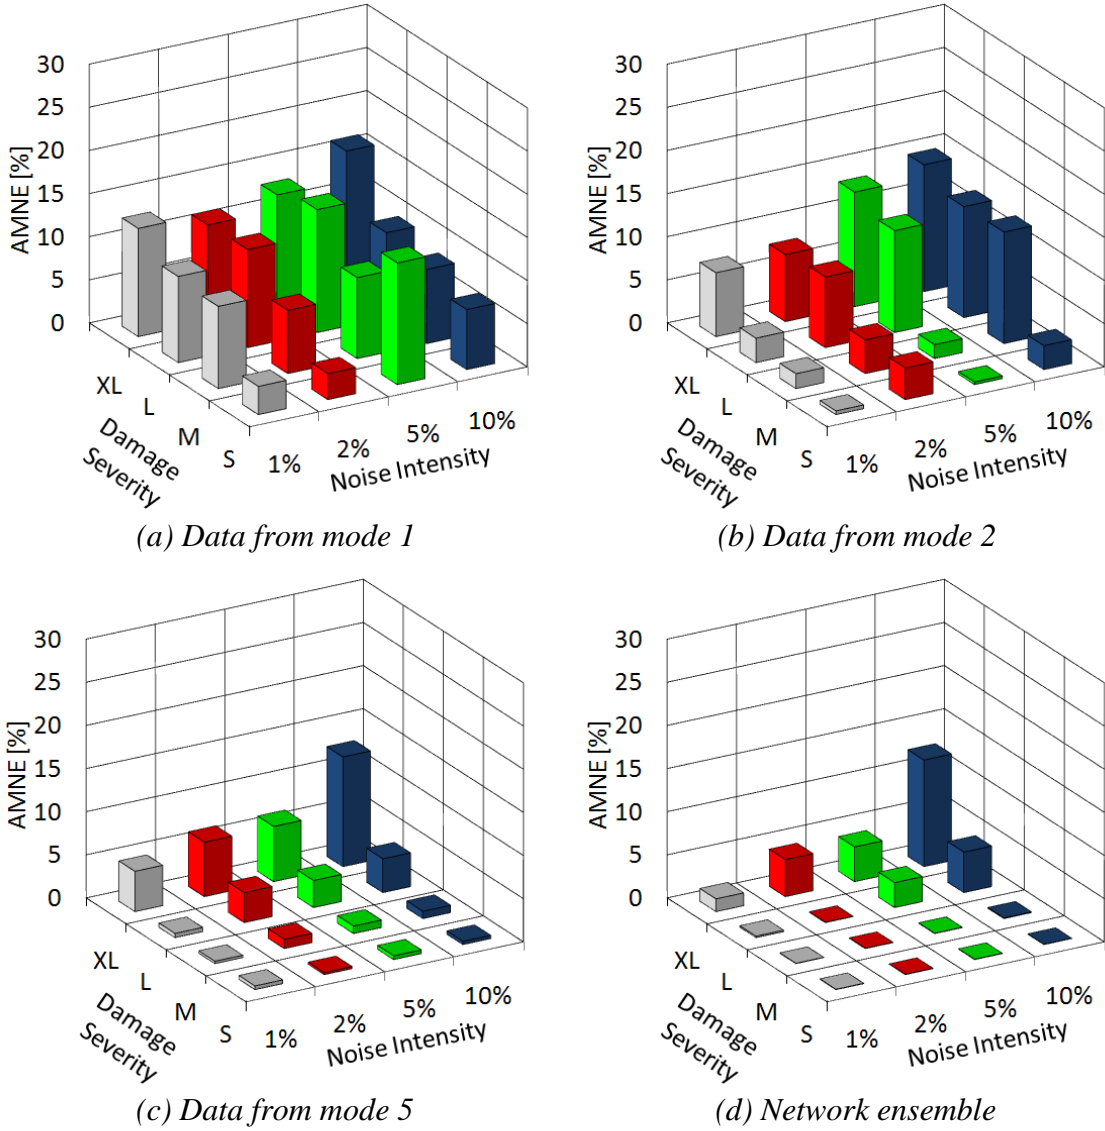 30
25
20
15
10
5
0
AMNE [%]
XL
L
M
S
Damage
Severity
1%
2%
5%
10%
Noise Intensity
(a) Data from mode 1
30
25
20
15
10
5
0
AMNE [%]
XL
L
M
S
Damage
Severity
1%
2%
5%
10%
Noise Intensity
(b) Data from mode 2
30
25
20
15
10
5
0
AMNE [%]
XL
L
M
S
Damage
Severity
1%
2%
5%
10%
Noise Intensity
(c) Data from mode 5
30
25
20
15
10
5
0
AMNE [%]
XL
L
M
S
Damage
Severity
1%
2%
5%
10%
Noise Intensity
(d) Network ensemble